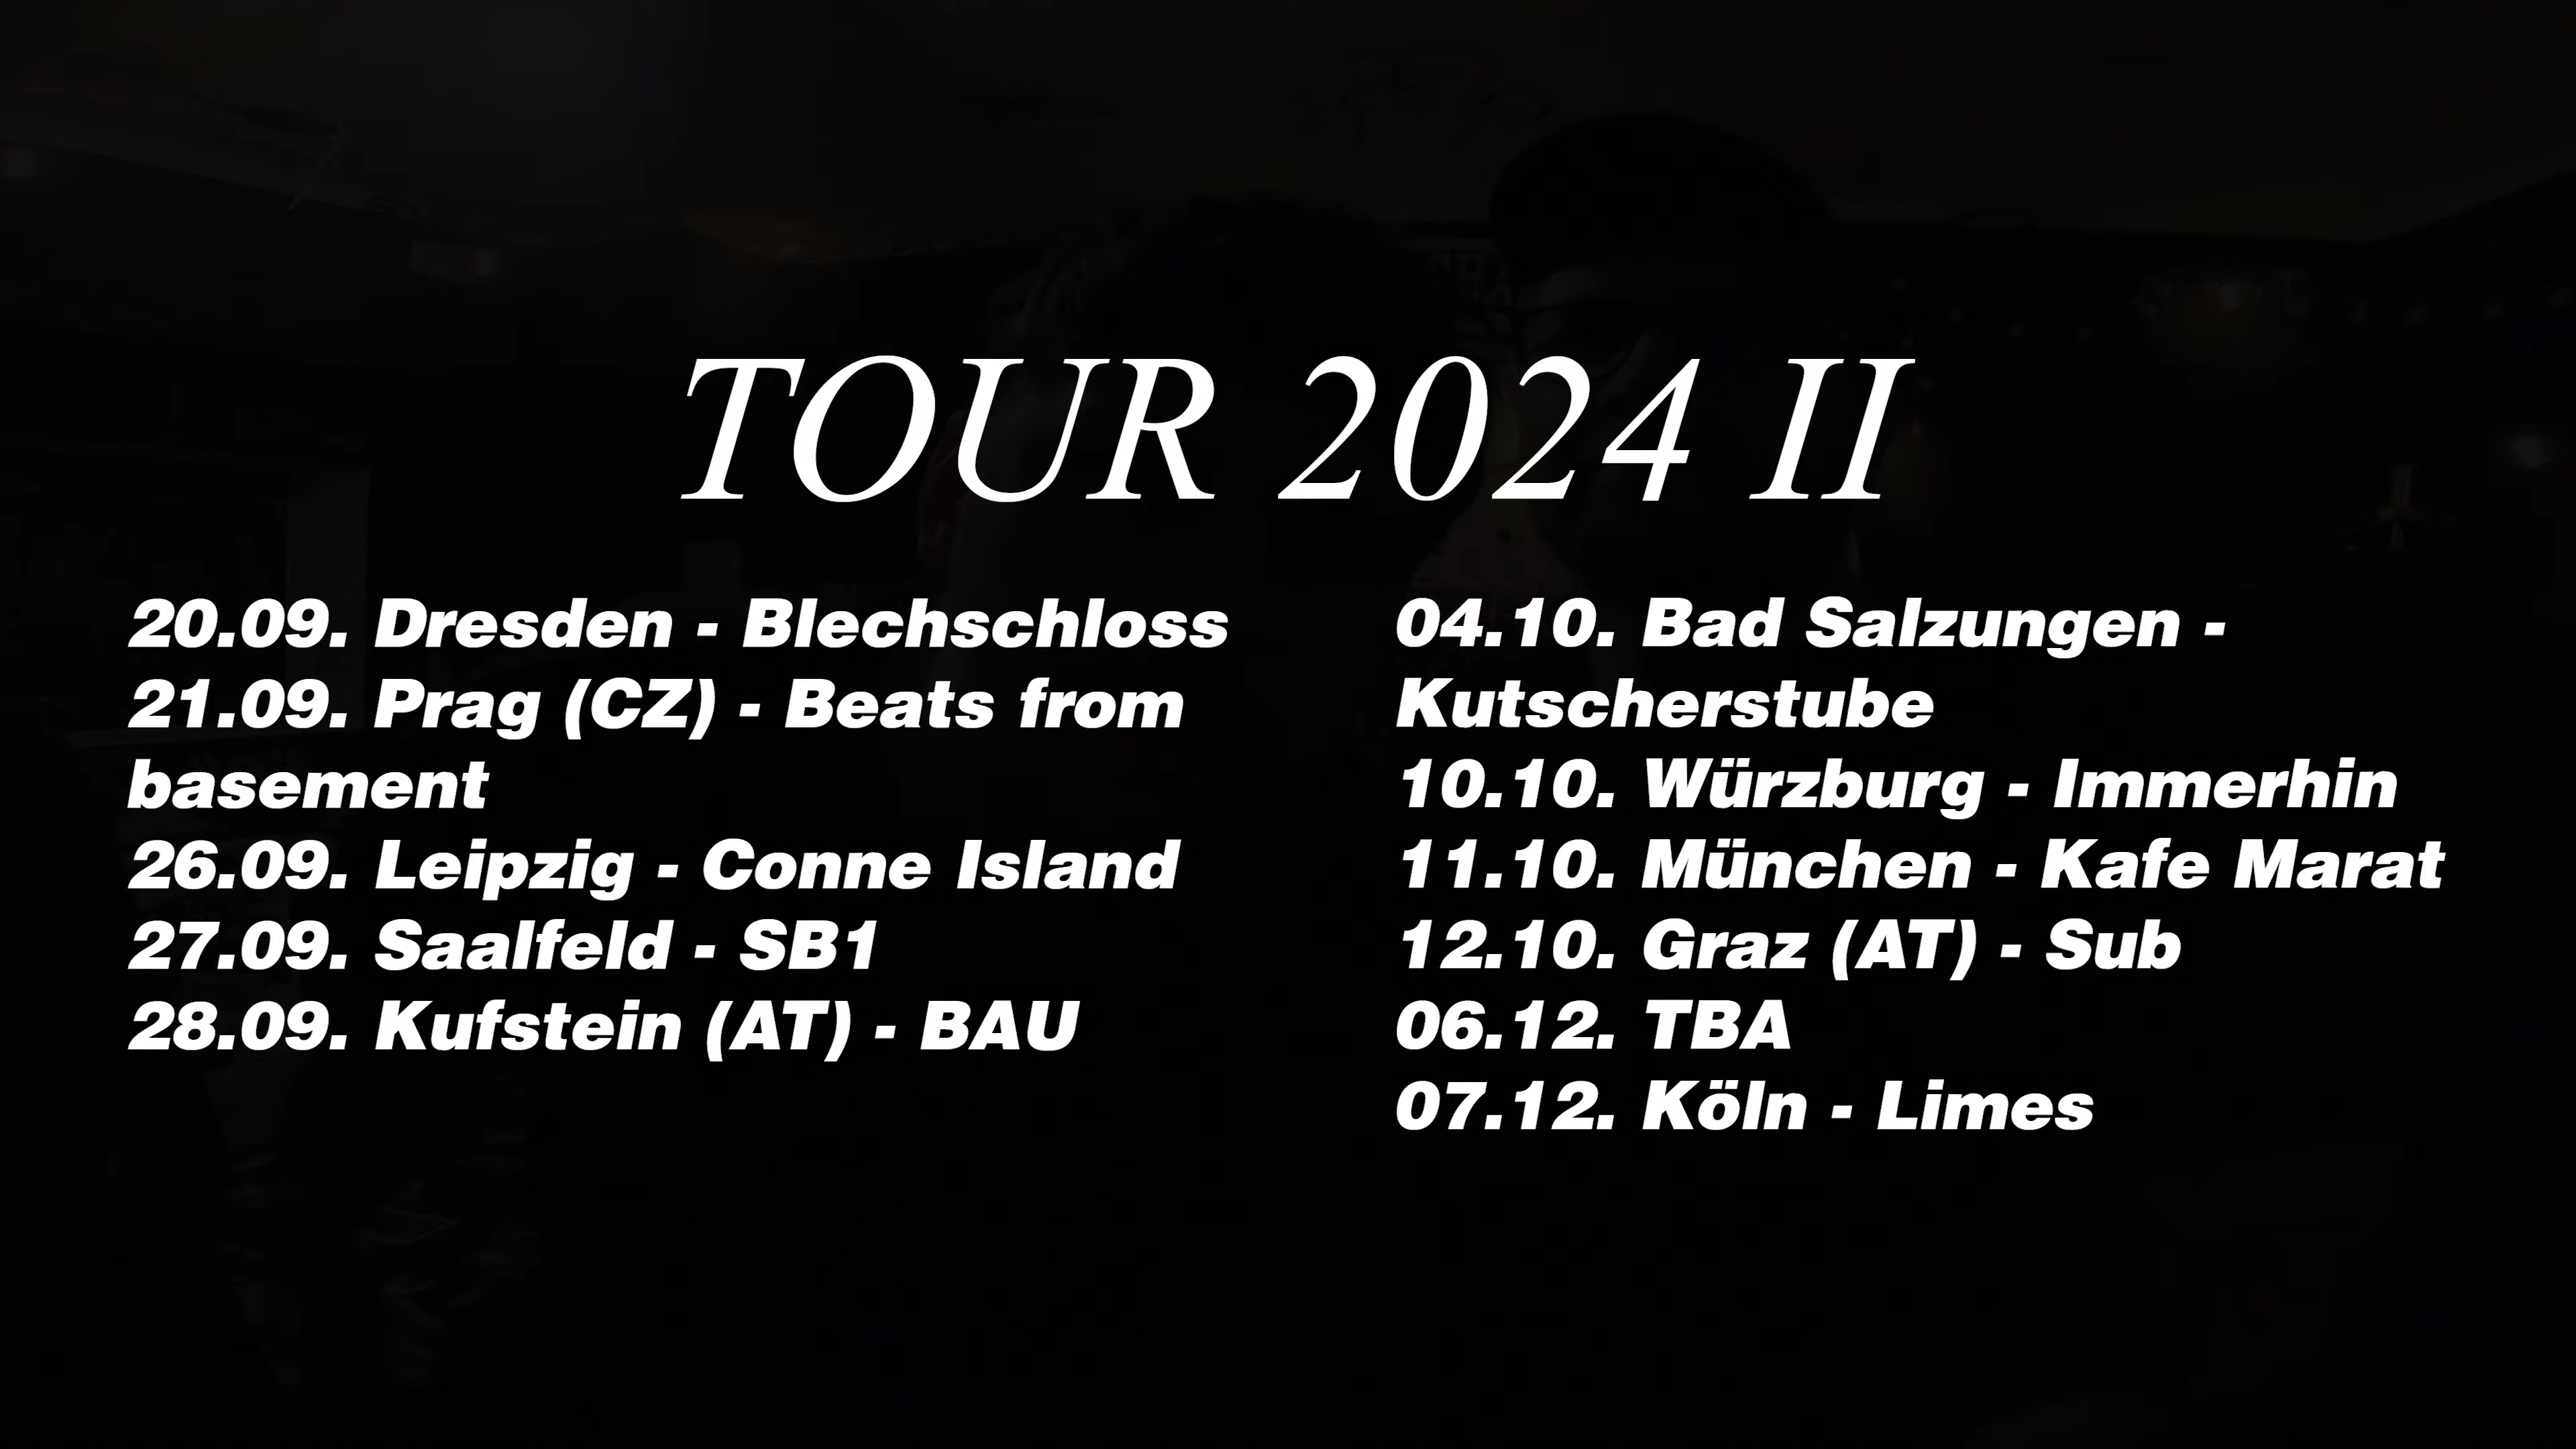 TOUR 2024 II
20.09. Dresden - Blechschloss
21.09. Prag (CZ) - Beats from
basement
26.09. Leipzig - Conne Island
27.09. Saalfeld - SB1
28.09. Kufstein (AT) - BAU
04.10. Bad Salzungen -
Kutscherstube
10.10. Würzburg - Immerhin
11.10. München - Kafe Marat
12.10. Graz (AT) - Sub
06.12. TBA
07.12. Köln - Limes